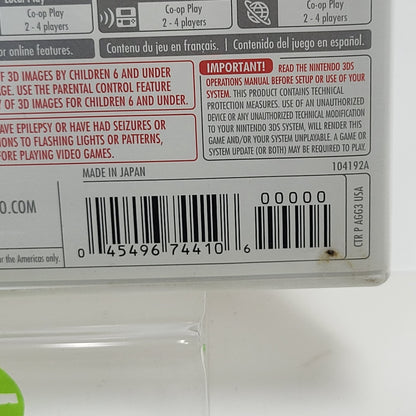 Co-op Play
2 - 4 players
Co-op Play
2 - 4 players
Co-op Play
2 - 4 players
or online features.
Contenu du jeu en français.
Contenido del juego en español.
F 3D IMAGES BY CHILDREN 6 AND UNDER
AGE. USE THE PARENTAL CONTROL FEATURE
Y OF 3D IMAGES FOR CHILDREN 6 AND UNDER.
AVE EPILEPSY OR HAVE HAD SEIZURES OR
TIONS TO FLASHING LIGHTS OR PATTERNS,
FORE PLAYING VIDEO GAMES.
IMPORTANT! READ THE NINTENDO 3DS
OPERATIONS MANUAL BEFORE SETUP OR USE OF YOUR
SYSTEM. THIS PRODUCT CONTAINS TECHNICAL
PROTECTION MEASURES. USE OF AN UNAUTHORIZED
DEVICE OR ANY UNAUTHORIZED TECHNICAL MODIFICATION
TO YOUR NINTENDO 3DS SYSTEM, WILL RENDER THIS
GAME AND/OR YOUR SYSTEM UNPLAYABLE. A GAME OR
SYSTEM UPDATE (OR BOTH) MAY BE REQUIRED TO PLAY.
MADE IN JAPAN
104192A
O.COM
for the Americas only.
00000
0 45496 74410 6
CTR P AGG3 USA